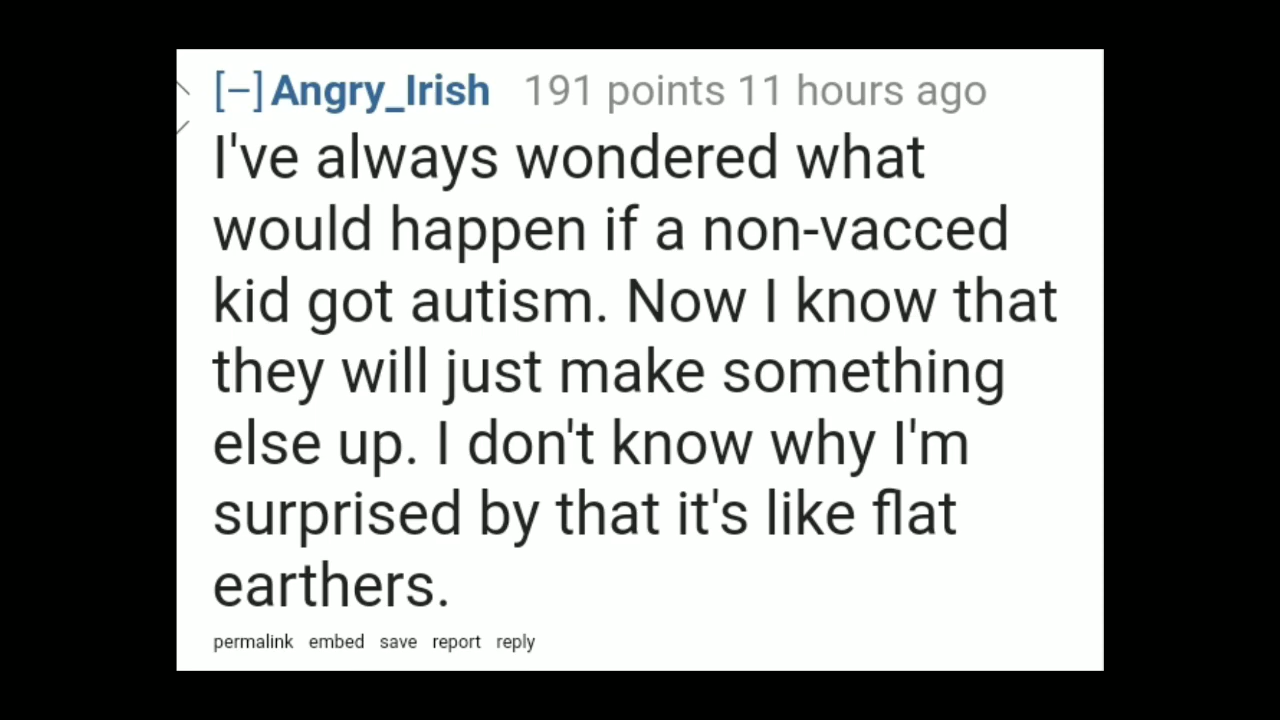 [–] Angry_Irish 191 points 11 hours ago
I've always wondered what
would happen if a non-vacced
kid got autism. Now I know that
they will just make something
else up. I don't know why I'm
surprised by that it's like flat
earthers.
permalink embed save report reply